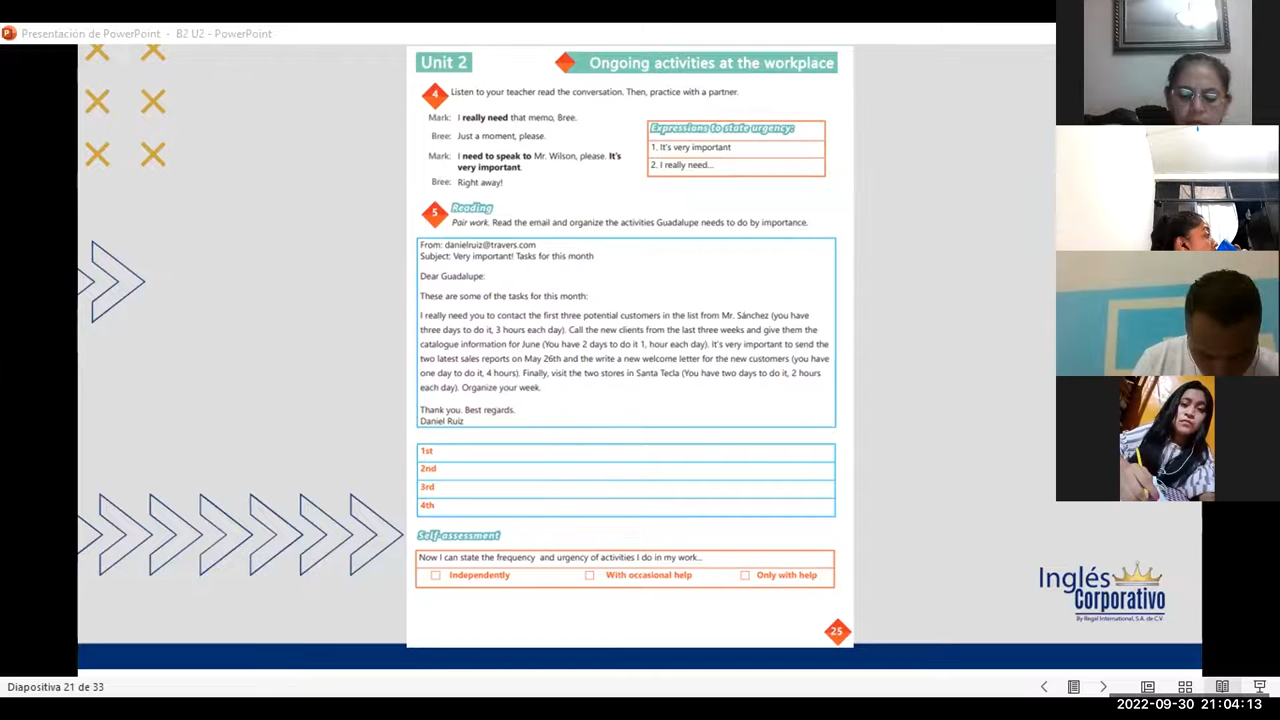 Presentación de PowerPoint - B2 U2 - PowerPoint
Unit 2
Ongoing activities at the workplace
4
Listen to your teacher read the conversation. Then, practice with a partner.
Mark: I really need that memo, Bree.
Bree: Just a moment, please.
Mark: I need to speak to Mr. Wilson, please. It's
very important.
Bree: Right away!
Expressions to state urgency:
1. It's very important
2. I really need...
5
Reading
Pair work. Read the email and organize the activities Guadalupe needs to do by importance.
From: danielruiz@travers.com
Subject: Very important! Tasks for this month
Dear Guadalupe:
These are some of the tasks for this month:
I really need you to contact the first three potential customers in the list from Mr. Sánchez (you have
three days to do it, 3 hours each day). Call the new clients from the last three weeks and give them the
catalogue information for June (You have 2 days to do it 1, hour each day). It's very important to send the
two latest sales reports on May 26th and the write a new welcome letter for the new customers (you have
one day to do it, 4 hours). Finally, visit the two stores in Santa Tecla (You have two days to do it, 2 hours
each day). Organize your week.
Thank you. Best regards.
Daniel Ruiz
1st
2nd
3rd
4th
Self-assessment
Now I can state the frequency and urgency of activities I do in my work...
Independently
With occasional help
Only with help
25
Inglés
Corporativo
By Regal International, S.A. de C.V.
Diapositiva 21 de 33
2022-09-30 21:04:13